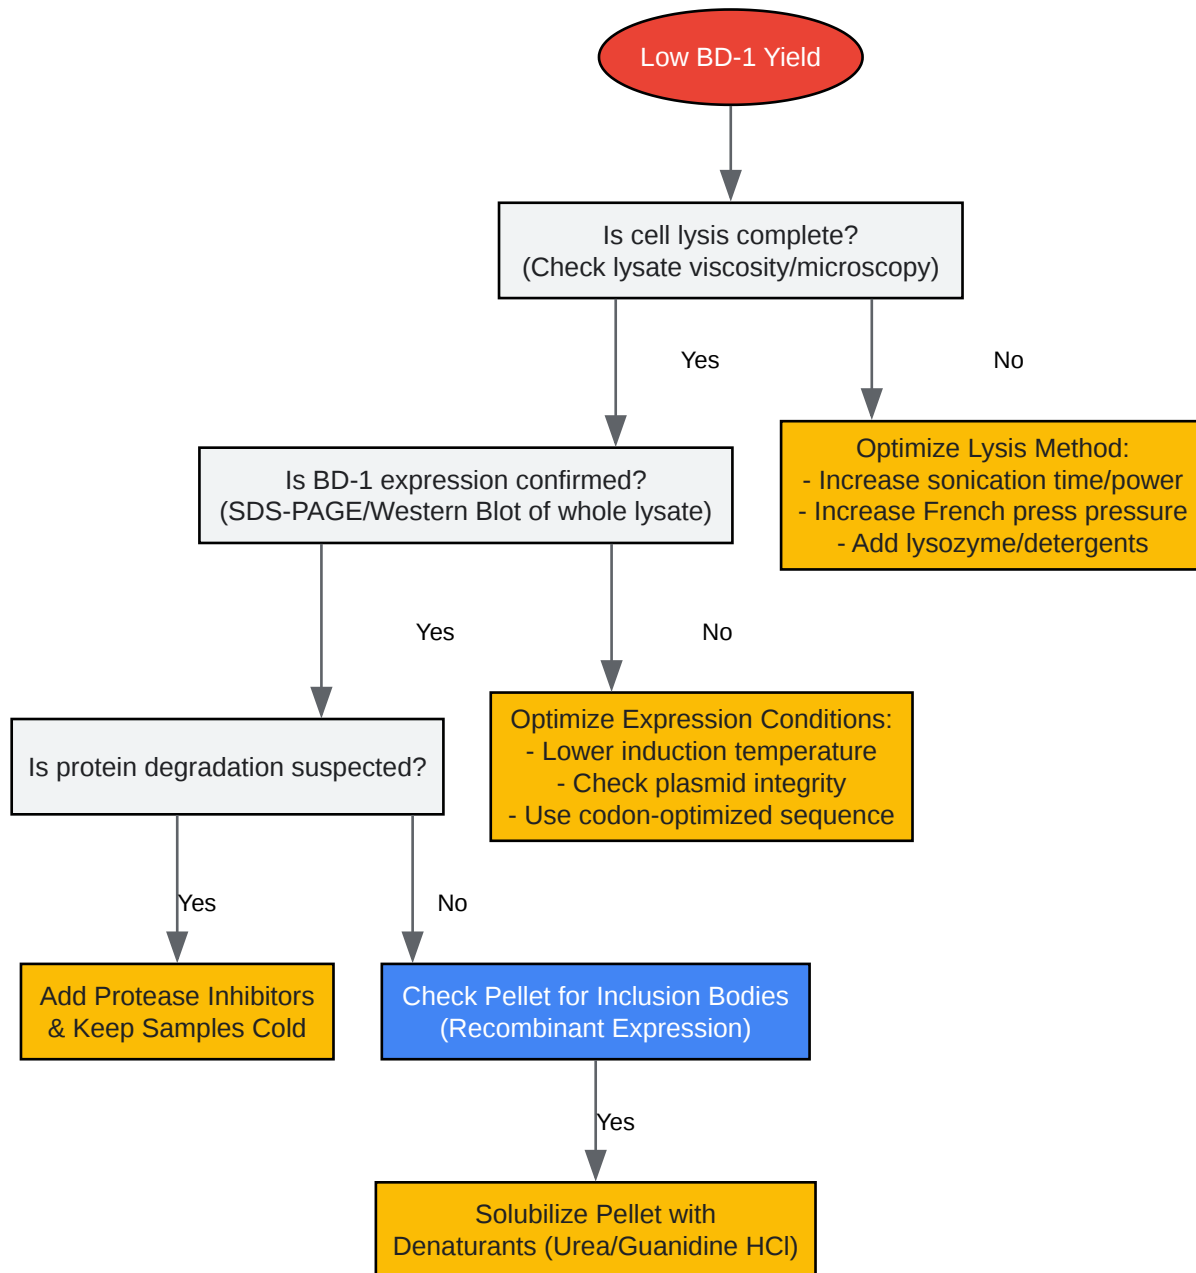 Low BD-1 Yield
Is cell lysis complete?
(Check lysate viscosity/microscopy)
Yes
No
Optimize Lysis Method:
- Increase sonication time/power
- Increase French press pressure
- Add lysozyme/detergents
Is BD-1 expression confirmed?
(SDS-PAGE/Western Blot of whole lysate)
Yes
No
Optimize Expression Conditions:
- Lower induction temperature
- Check plasmid integrity
- Use codon-optimized sequence
Is protein degradation suspected?
Yes
No
Add Protease Inhibitors
& Keep Samples Cold
Check Pellet for Inclusion Bodies
(Recombinant Expression)
Yes
Solubilize Pellet with
Denaturants (Urea/Guanidine HCl)